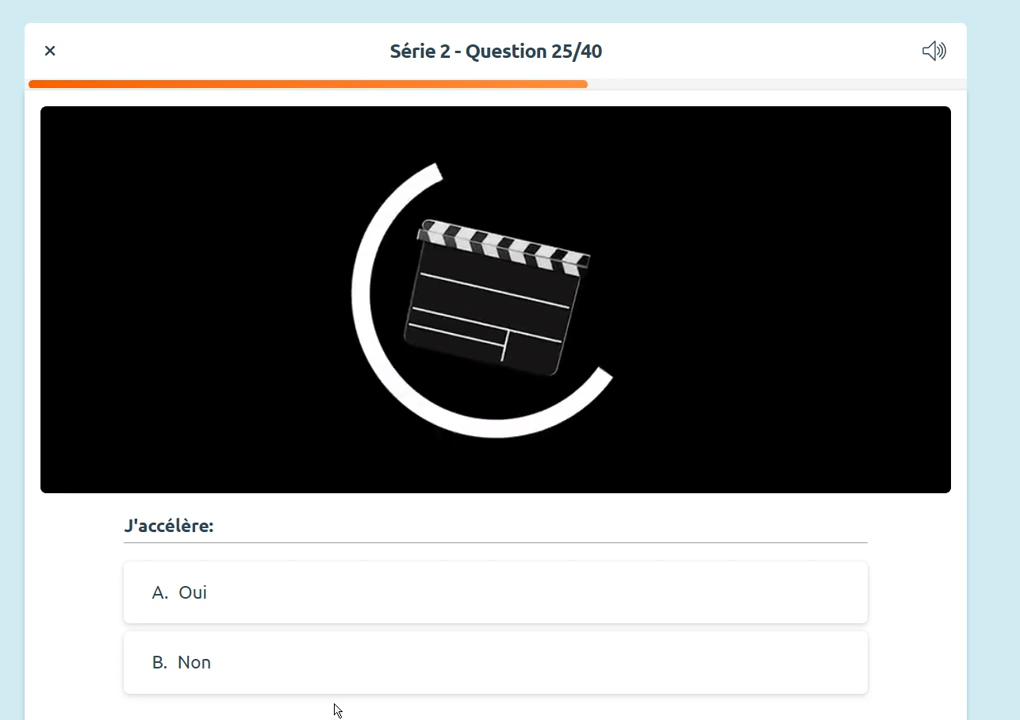 ×
Série 2 - Question 25/40
J'accélère:
A. Oui
B. Non